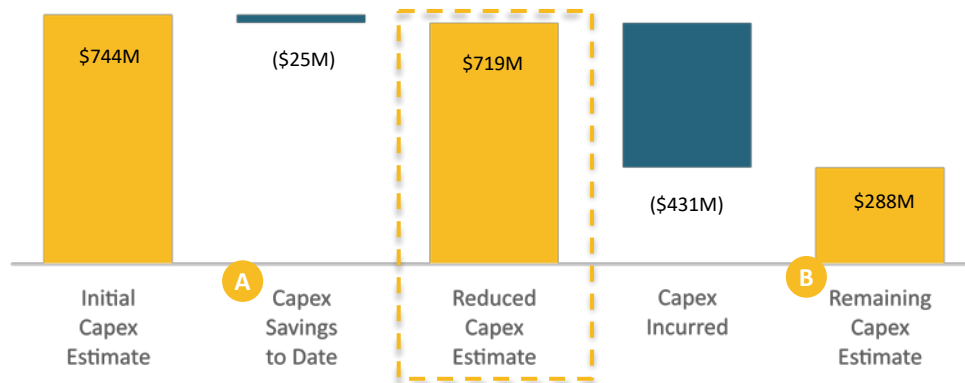 $744M
($25M)
$719M
($431M)
$288M
A
B
Initial
Capex
Estimate
Capex
Savings
to Date
Reduced
Capex
Estimate
Capex
Incurred
Remaining
Capex
Estimate